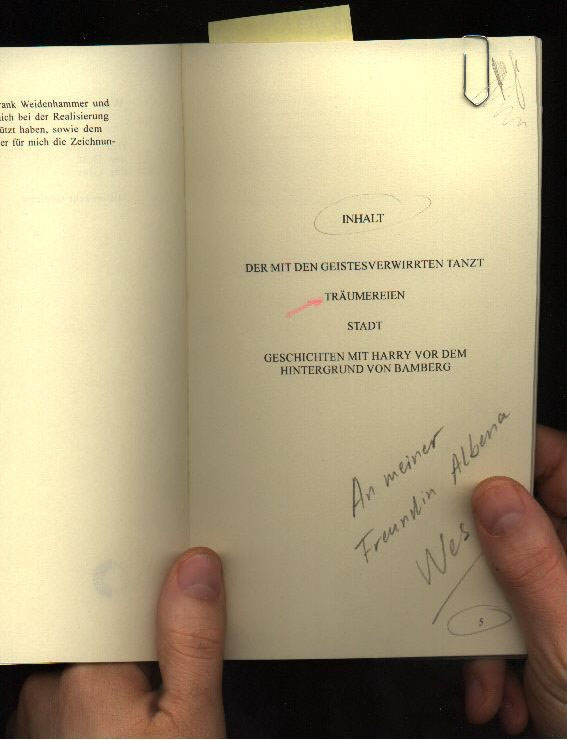 rank Weidenhammer und
ich bei der Realisierung
ützt haben, sowie dem
er für mich die Zeichnun-
INHALT
DER MIT DEN GEISTESVERWIRRTEN TANZT
TRÄUMEREIEN
STADT
GESCHICHTEN MIT HARRY VOR DEM
HINTERGRUND VON BAMBERG
An meiner
Freundin Albena
Wes
5